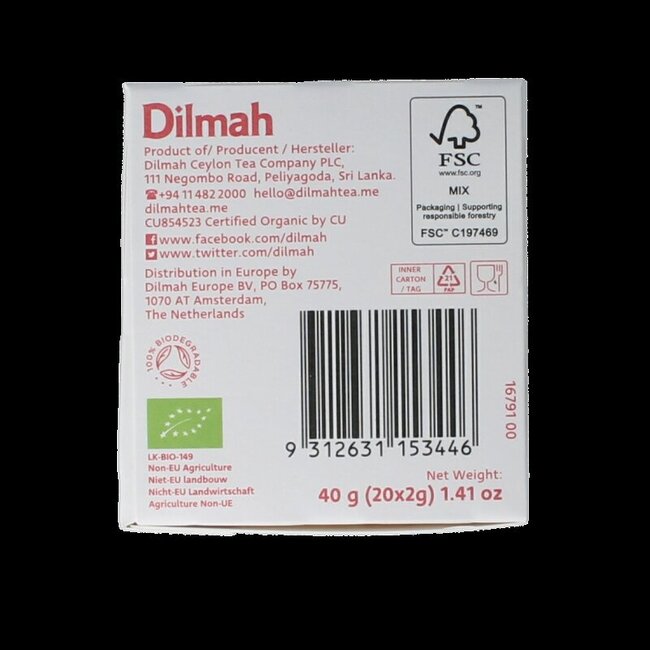 Dilmah
Product of/ Producent / Hersteller:
Dilmah Ceylon Tea Company PLC,
111 Negombo Road, Peliyagoda, Sri Lanka.
☎+94 11 482 2000 hello@dilmahtea.me
dilmahtea.me
CU854523 Certified Organic by CU
www.facebook.com/dilmah
www.twitter.com/dilmah
Distribution in Europe by
Dilmah Europe BV, PO Box 75775,
1070 AT Amsterdam,
The Netherlands
FSC
www.fsc.org
MIX
Packaging | Supporting
responsible forestry
FSC™ C197469
INNER
CARTON
/ TAG
21
PAP
100% BIODEGRADABLE
LK-BIO-149
Non-EU Agriculture
Niet-EU landbouw
Nicht-EU Landwirtschaft
Agriculture Non-UE
9 312631 153446
16791 00
Net Weight:
40 g (20x2g) 1.41 oz